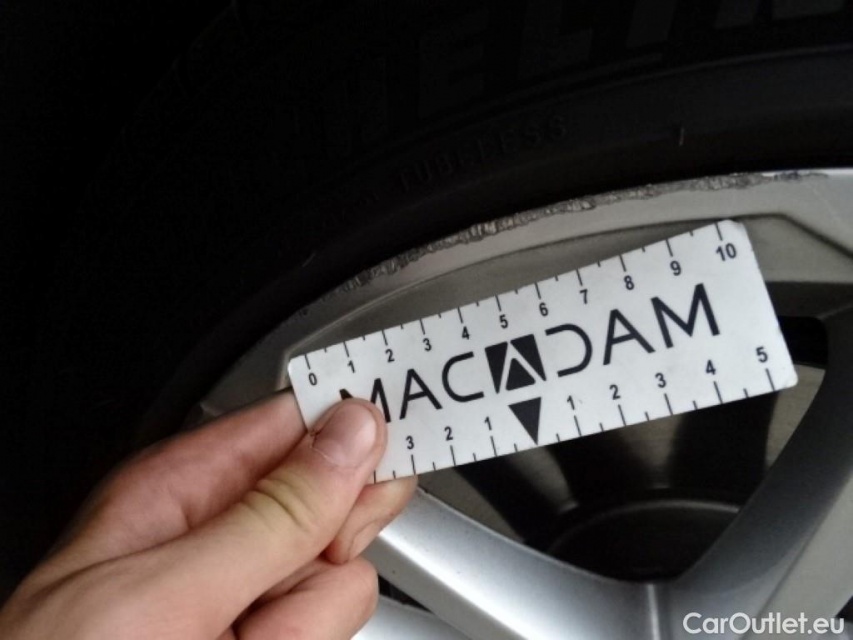 TUBELESS
0 1 2 3 4 5 6 7 8 9 10
MACADAM
3 2 1 1 2 3 4 5
CarOutlet.eu